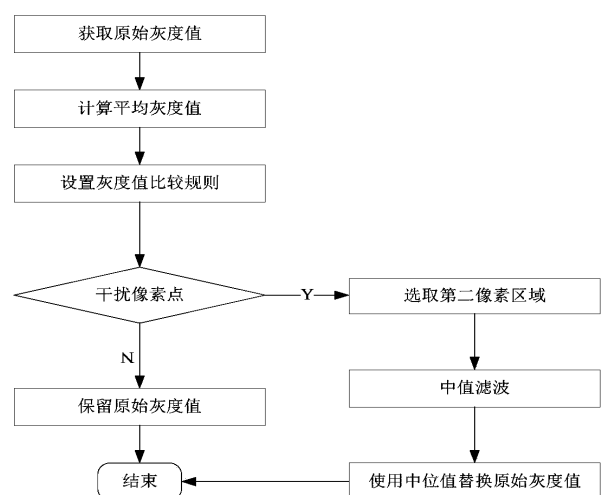 获取原始灰度值
计算平均灰度值
设置灰度值比较规则
干扰像素点
Y
选取第二像素区域
N
中值滤波
保留原始灰度值
结束
使用中位值替换原始灰度值